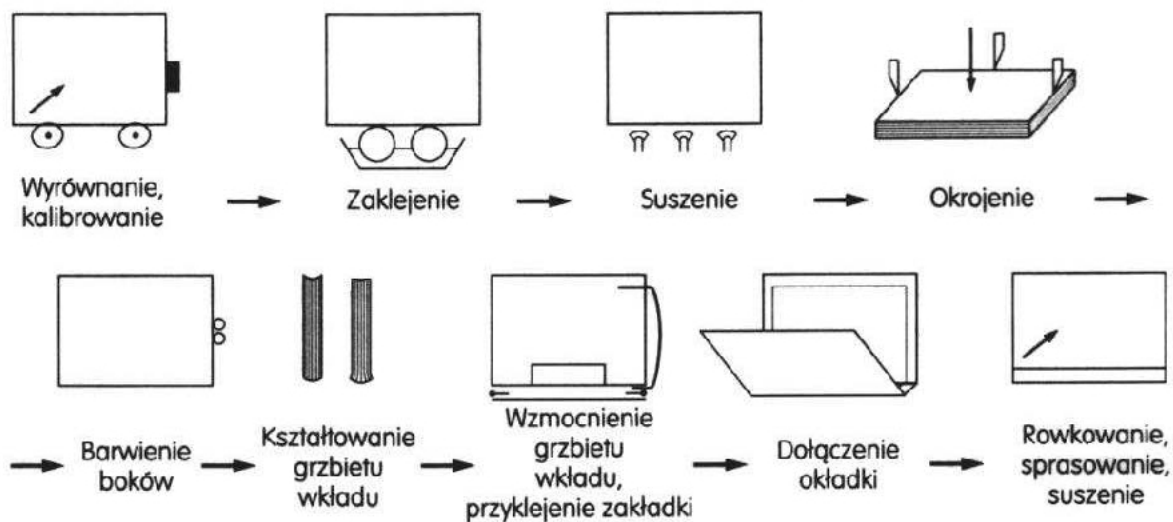 Wyrównanie,
kalibrowanie
Zaklejenie
Suszenie
Okrojenie
Barwienie
boków
Kształtowanie
grzbietu
wkładu
Wzmocnienie
grzbietu
wkładu,
przyklejenie zakładki
Dołączenie
okładki
Rowkowanie,
sprasowanie,
suszenie